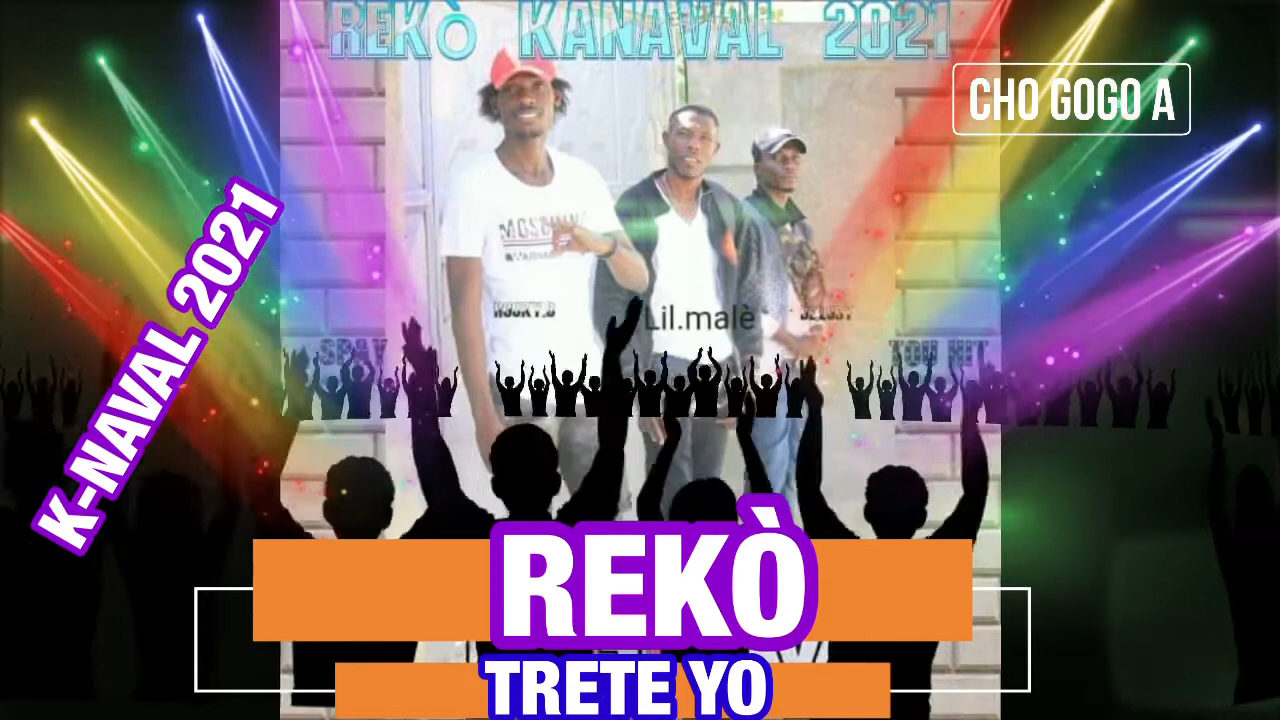 REKÒ KANAVAL 2021
CHO GOGO A
K-NAVAL 2021
Lil.malè
REKÒ
TRETE YO